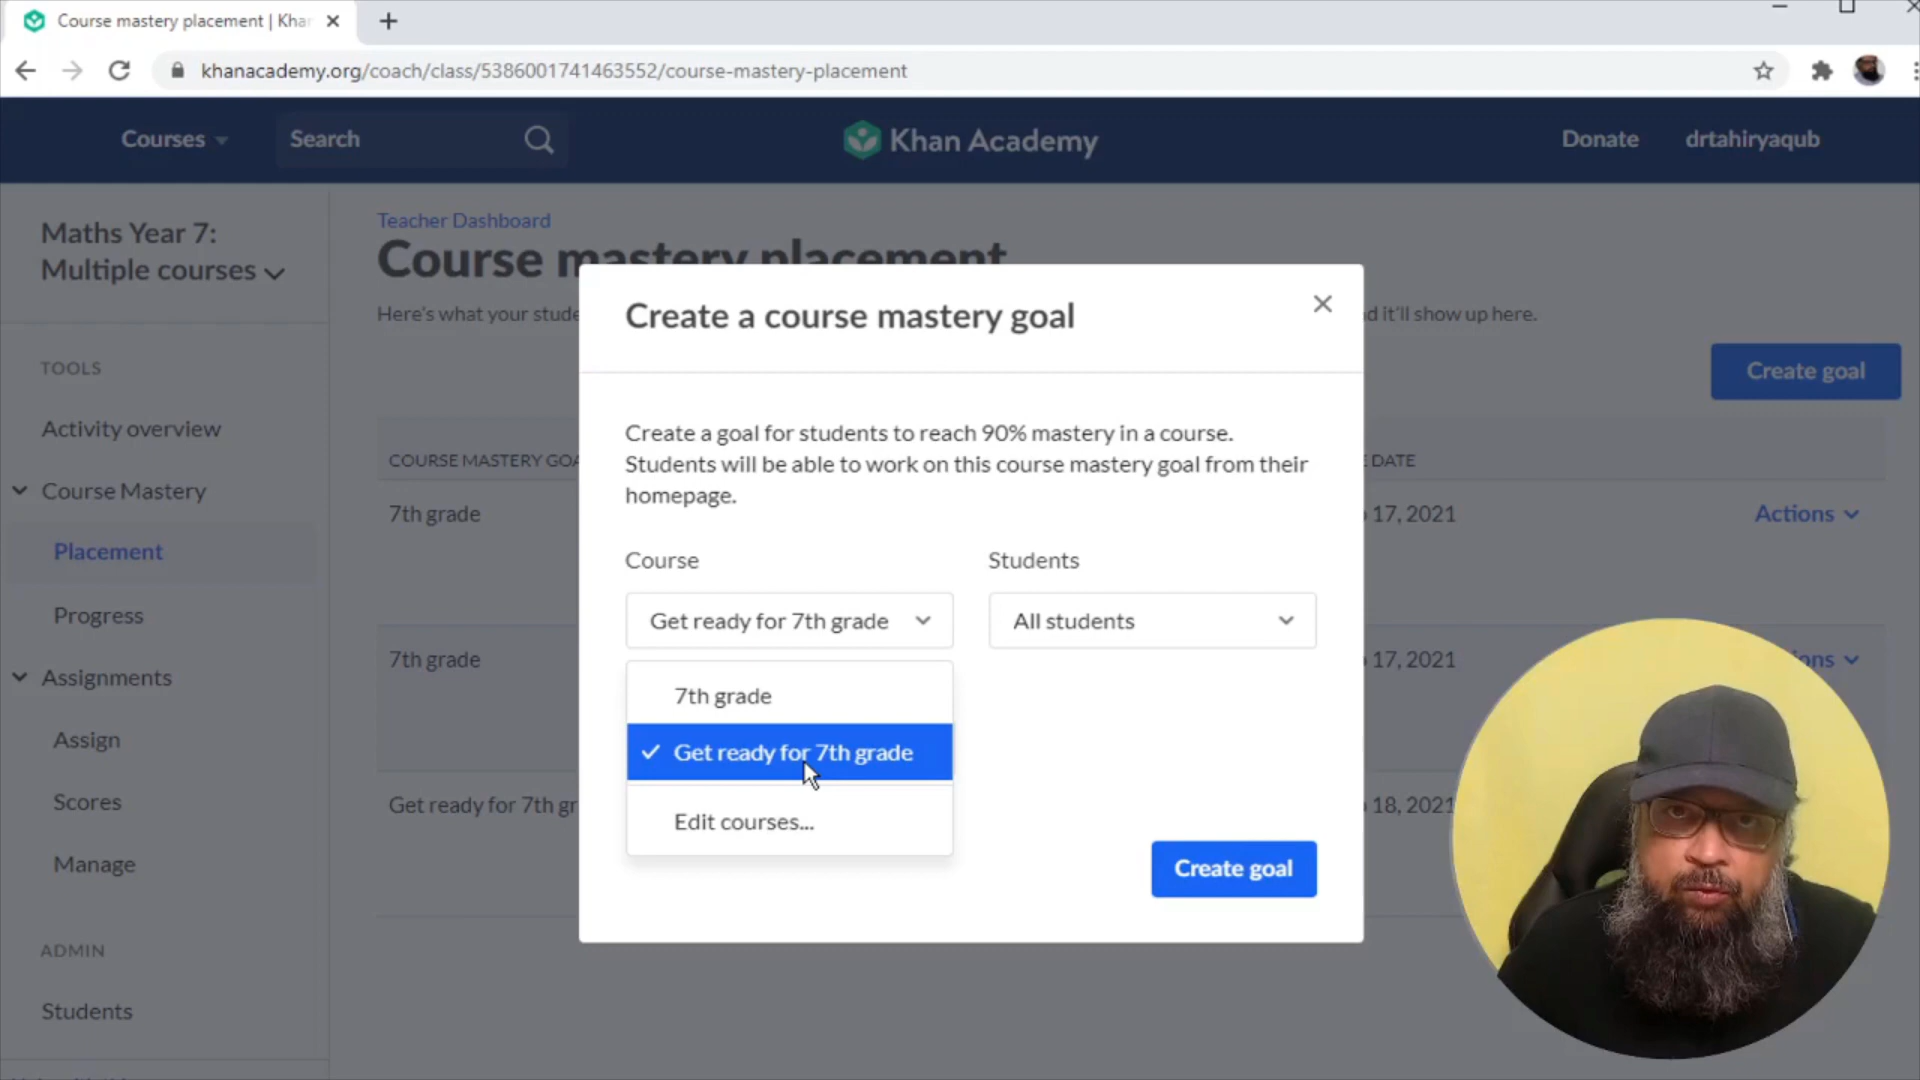 Course mastery placement | Kha
khanacademy.org/coach/class/5386001741463552/course-mastery-placement
Courses
Search
Khan Academy
Donate
drtahiryaqub
Maths Year 7:
Multiple courses
TOOLS
Activity overview
Course Mastery
Placement
Progress
Assignments
Assign
Scores
Manage
ADMIN
Students
Teacher Dashboard
Course mastery placement
Here's what your stude
d it'll show up here.
Create goal
COURSE MASTERY GOA
DATE
7th grade
17, 2021
Actions
7th grade
17, 2021
ons
Get ready for 7th gr
18, 2021
Create a course mastery goal
Create a goal for students to reach 90% mastery in a course.
Students will be able to work on this course mastery goal from their
homepage.
Course
Students
Get ready for 7th grade
All students
7th grade
Get ready for 7th grade
Edit courses...
Create goal